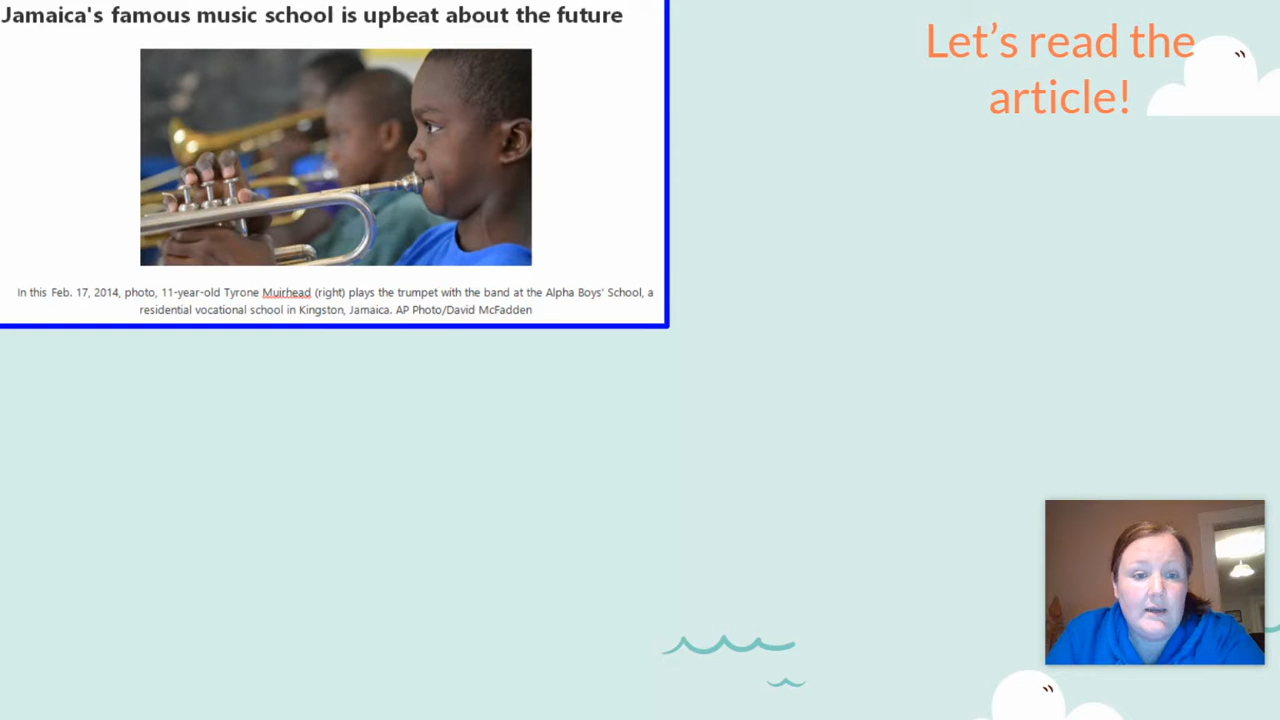 Jamaica's famous music school is upbeat about the future
Let's read the
article!
In this Feb. 17, 2014, photo, 11-year-old Tyrone Muirhead (right) plays the trumpet with the band at the Alpha Boys' School, a
residential vocational school in Kingston, Jamaica. AP Photo/David McFadden